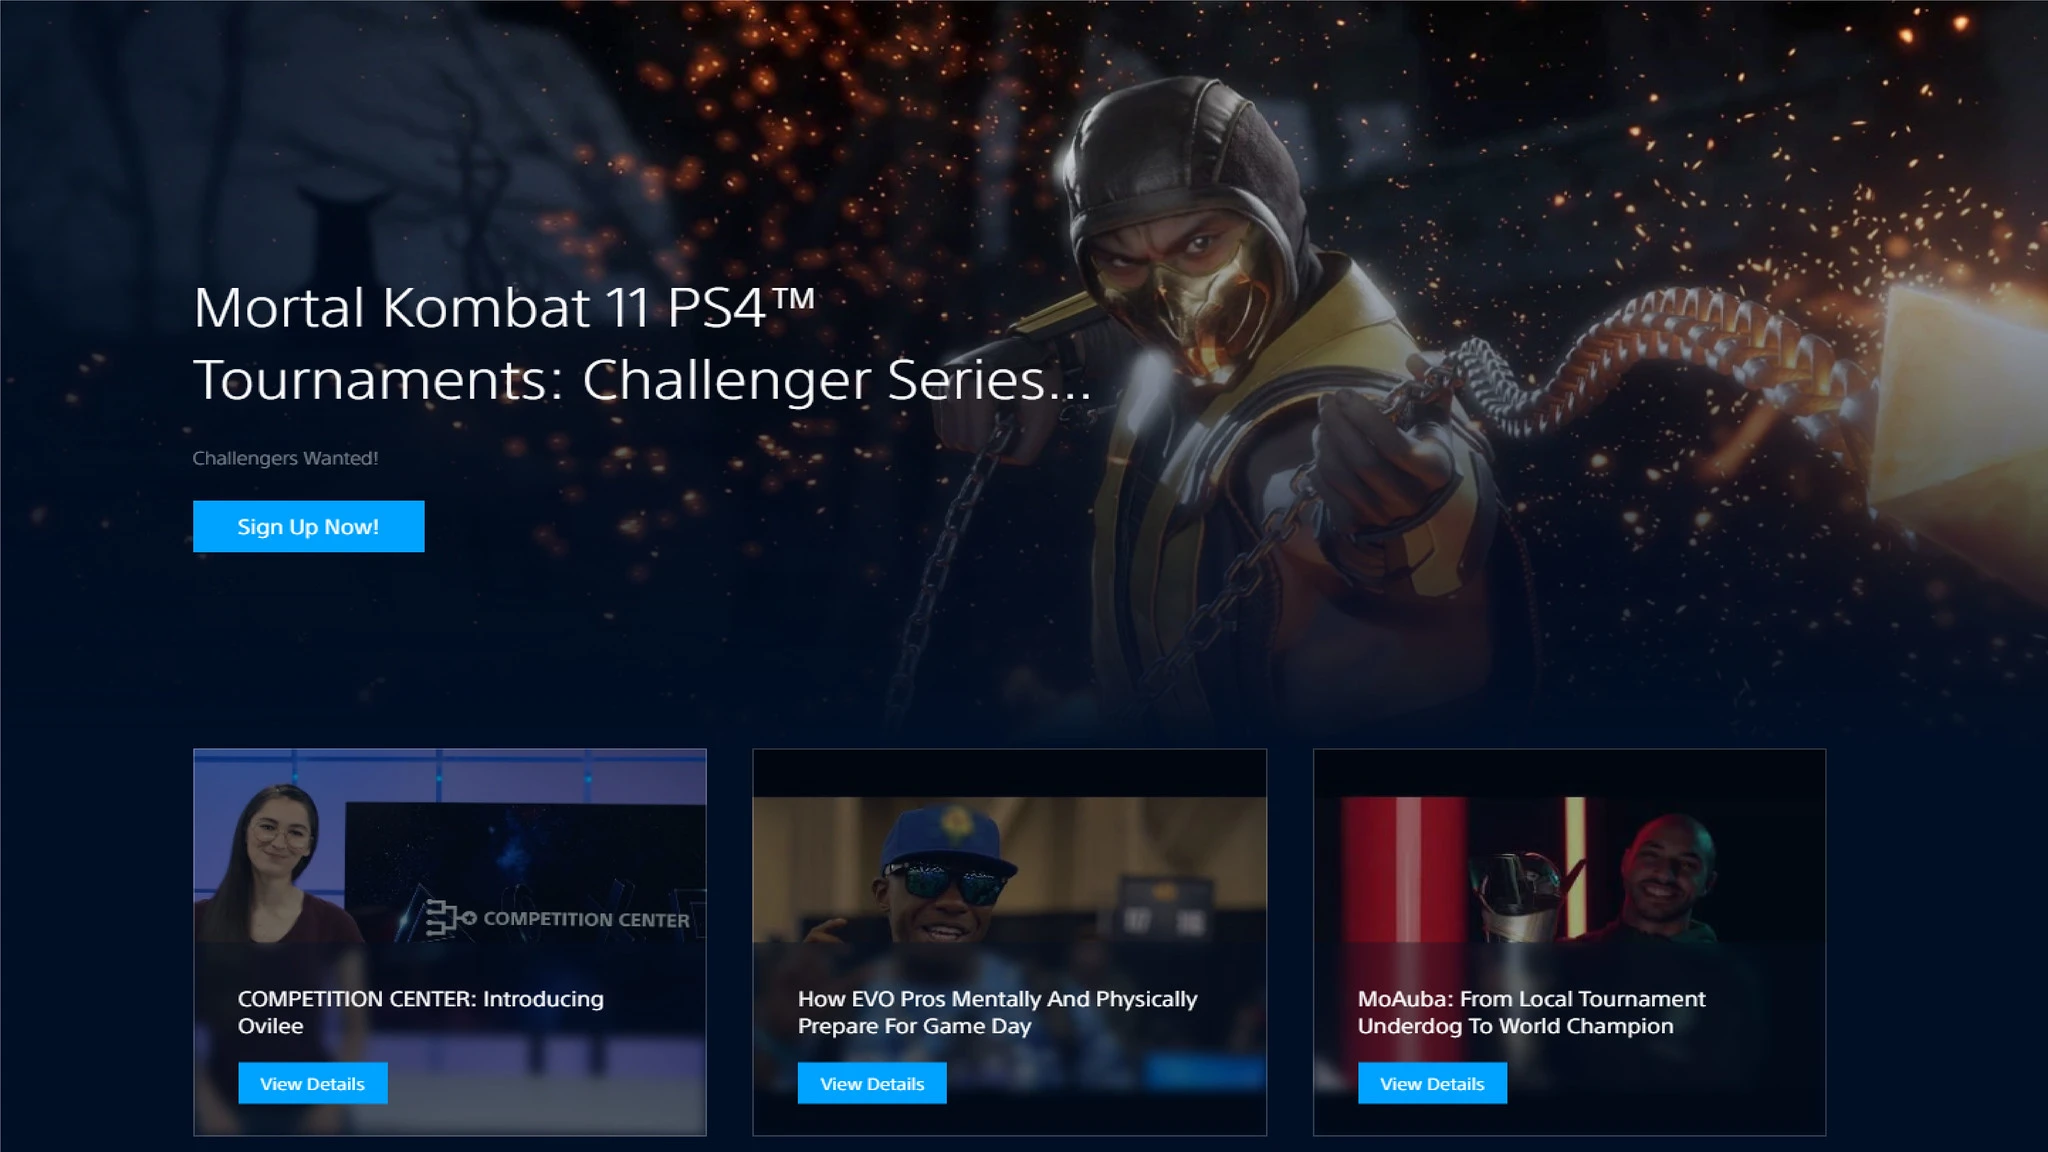 Mortal Kombat 11 PS4™
Tournaments: Challenger Series...
Challengers Wanted!
Sign Up Now!
COMPETITION CENTER
COMPETITION CENTER: Introducing
Ovilee
View Details
How EVO Pros Mentally And Physically
Prepare For Game Day
View Details
MoAuba: From Local Tournament
Underdog To World Champion
View Details